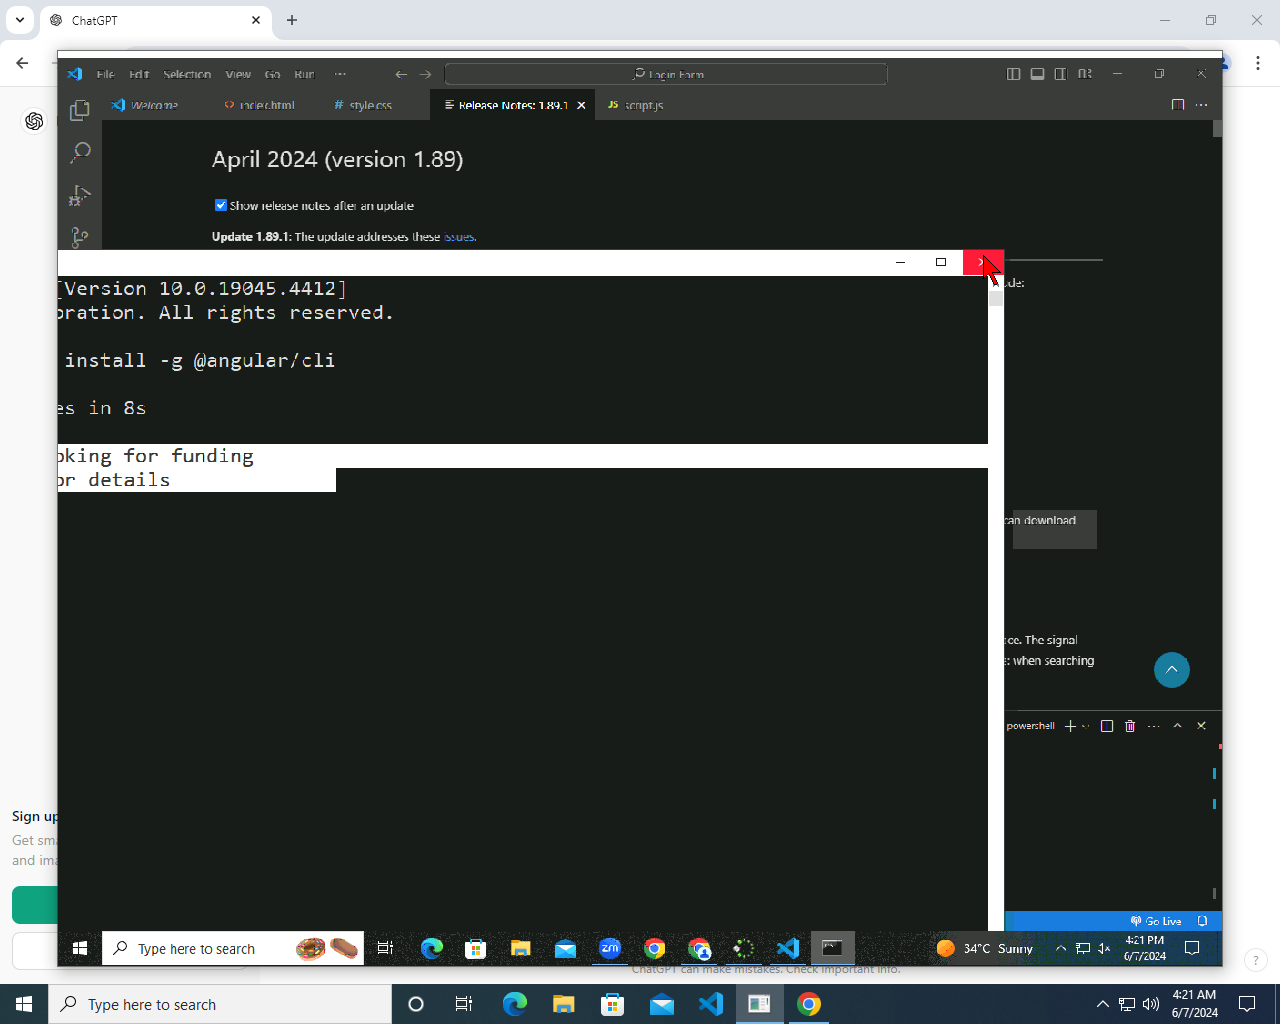 ChatGPT
File Edit Selection View Go Run ···
Login Form
Welcome
index.html
# style.css
Release Notes: 1.89.1
JS script.js
April 2024 (version 1.89)
Show release notes after an update
Update 1.89.1: The update addresses these issues.
ode:
[Version 10.0.19045.4412]
oration. All rights reserved.
install -g @angular/cli
es in 8s
oking for funding
or details
can download
ce. The signal
: when searching
powershell
Go Live
Sign up
Get sma
and ima
Type here to search
zm
34°C Sunny
4:21 PM
6/7/2024
ChatGPT can make mistakes. Check important info.
?
Type here to search
4:21 AM
6/7/2024